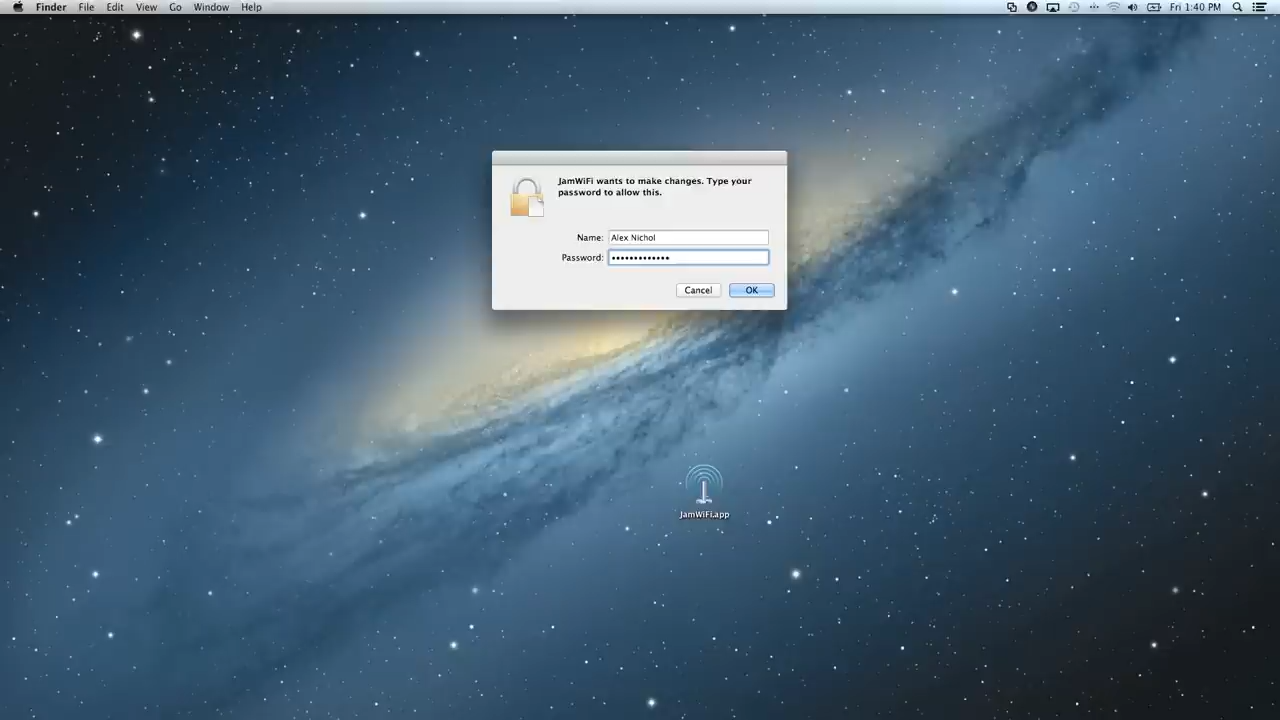 Finder File Edit View Go Window Help Fri 1:40 PM
JamWiFi wants to make changes. Type your
password to allow this.
Name: Alex Nichol
Password: •••••••••••••
Cancel OK
JamWiFi.app